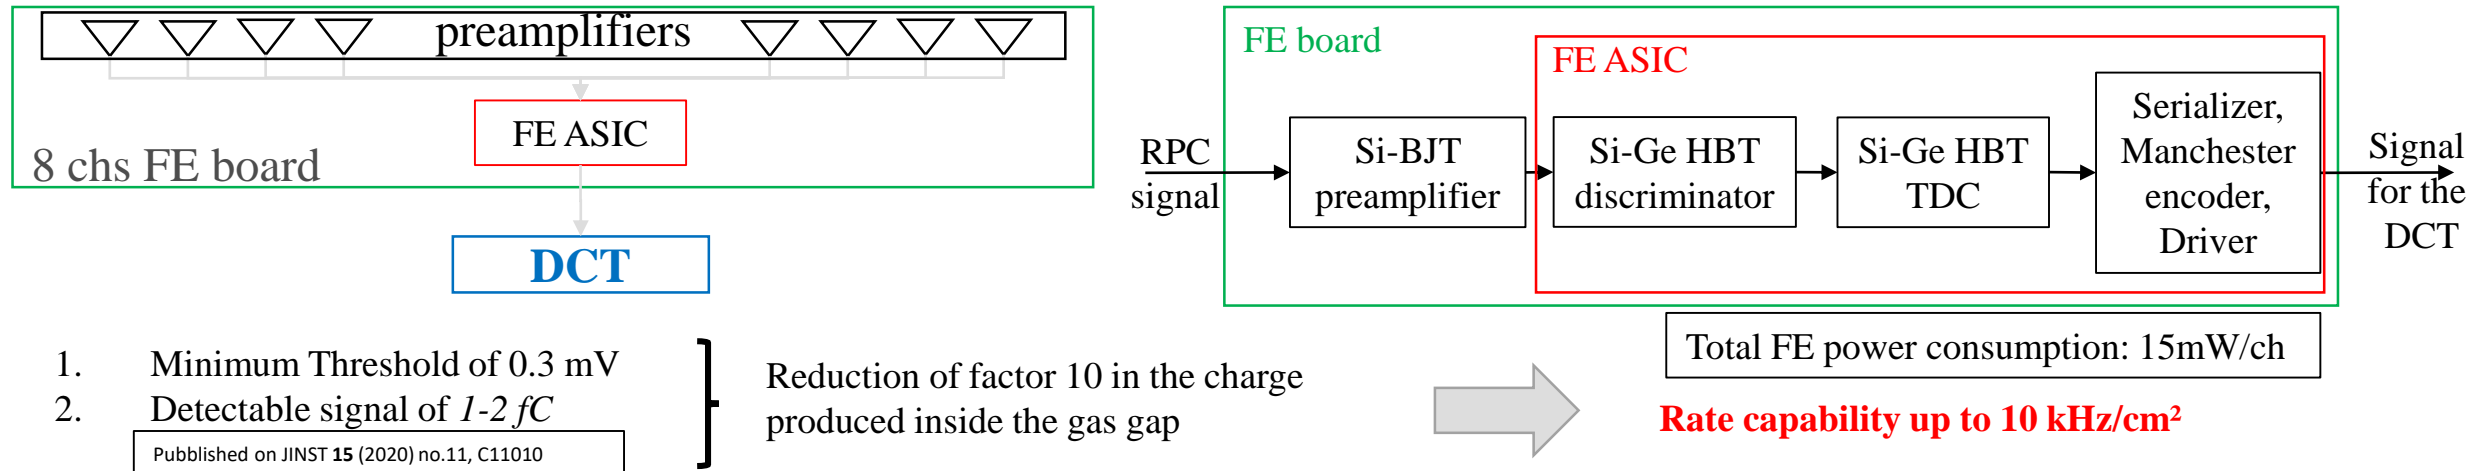 preamplifiers
FE ASIC
8 chs FE board
DCT
FE board
FE ASIC
RPC
signal
Si-BJT
preamplifier
Si-Ge HBT
discriminator
Si-Ge HBT
TDC
Serializer,
Manchester
encoder,
Driver
Signal
for the
DCT
1. Minimum Threshold of 0.3 mV
2. Detectable signal of 1-2 fC
Pubblished on JINST 15 (2020) no.11, C11010
Reduction of factor 10 in the charge
produced inside the gas gap
Total FE power consumption: 15mW/ch
Rate capability up to 10 kHz/cm²